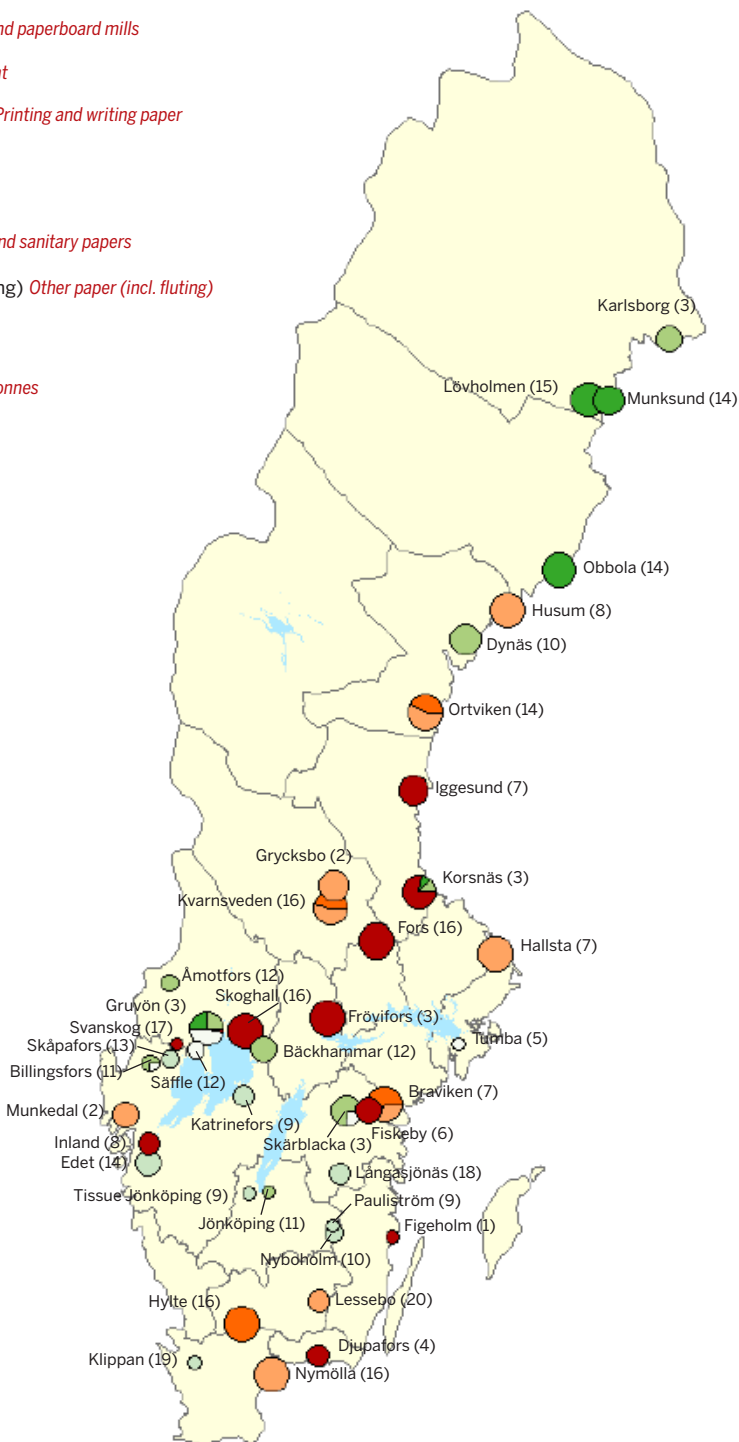 nd paperboard mills
nt
Printing and writing paper
nd sanitary papers
ng) Other paper (incl. fluting)
onnes
Karlsborg (3)
Lövholmen (15)
Munksund (14)
Obbola (14)
Husum (8)
Dynäs (10)
Ortviken (14)
Iggesund (7)
Grycksbo (2)
Korsnäs (3)
Kvarnsveden (16)
Fors (16)
Hallsta (7)
Åmotfors (12)
Skoghall (16)
Gruvön (3)
Frövifors (3)
Svanskog (17)
Tumba (5)
Skåpafors (13)
Bäckhammar (12)
Billingsfors (11)
Säffle (12)
Braviken (7)
Munkedal (2)
Katrinefors (9)
Fiskeby (6)
Skärblacka (3)
Inland (8)
Edet (14)
Långasjönäs (18)
Tissue Jönköping (9)
Pauliström (9)
Jönköping (11)
Figeholm (1)
Nyboholm (10)
Hylte (16)
Lessebo (20)
Djupafors (4)
Klippan (19)
Nymölla (16)